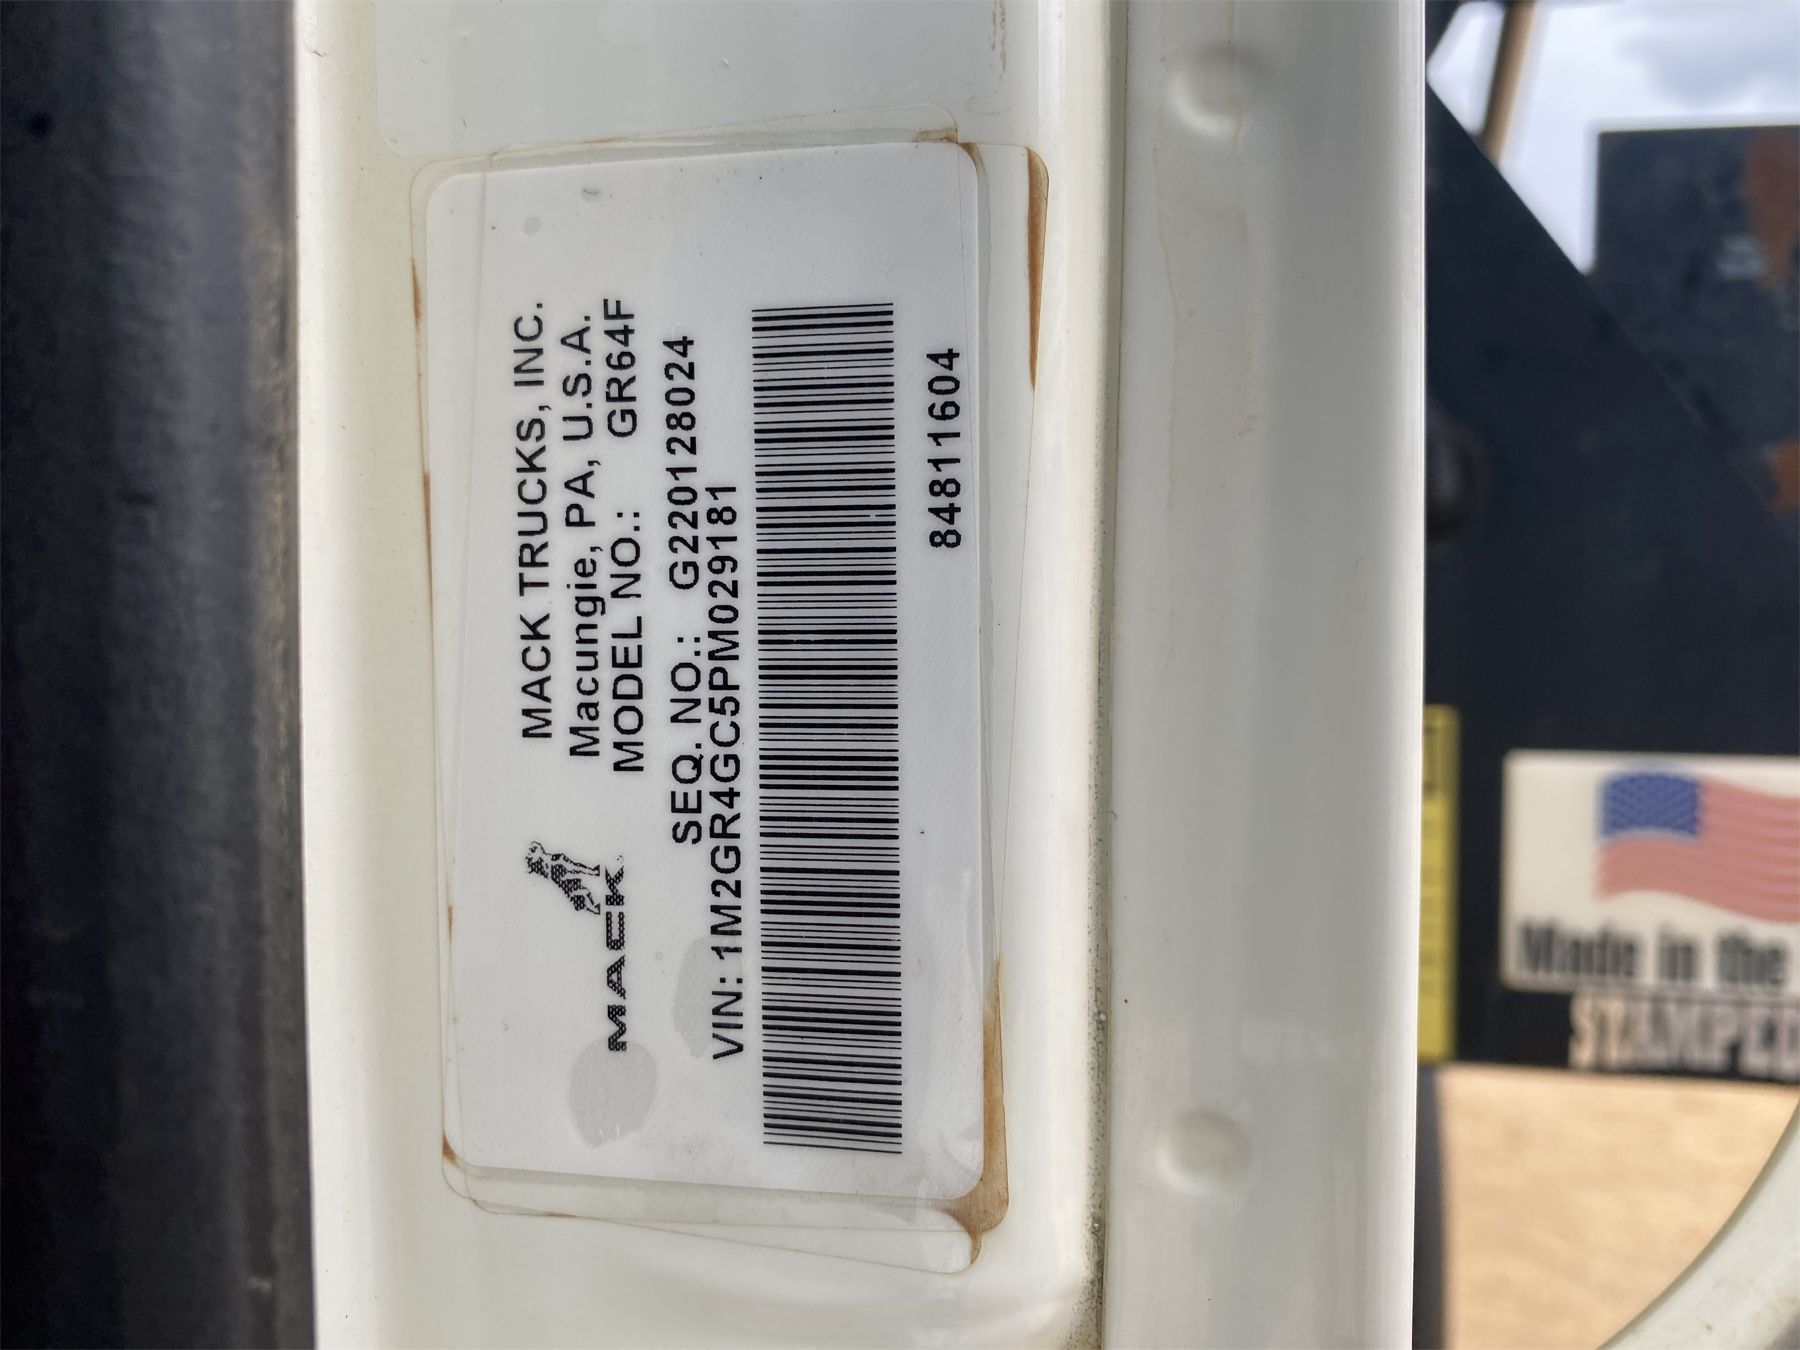 MACK TRUCKS, INC.
Macungie, PA, U.S.A.
MACK
MODEL NO.: GR64F
SEQ. NO.: G220128024
VIN: 1M2GR4GC5PM029181
84811604
Made in the